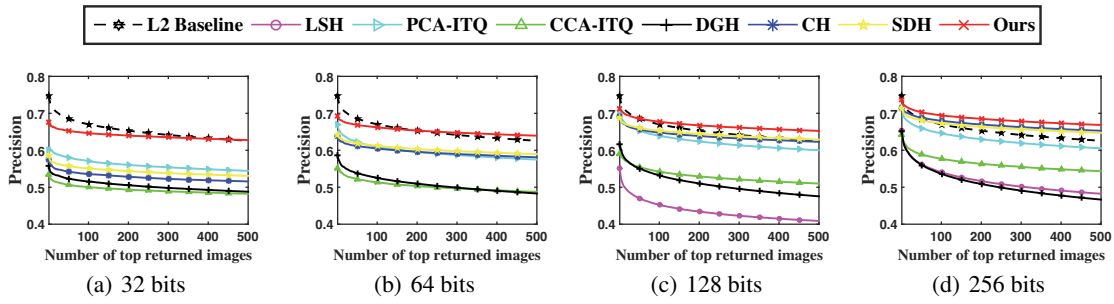 L2 Baseline LSH PCA-ITQ CCA-ITQ DGH CH SDH Ours
0.8
0.7
0.6
0.5
0.4
Precision
100 200 300 400 500
Number of top returned images
(a) 32 bits
0.8
0.7
0.6
0.5
0.4
Precision
100 200 300 400 500
Number of top returned images
(b) 64 bits
0.8
0.7
0.6
0.5
0.4
Precision
100 200 300 400 500
Number of top returned images
(c) 128 bits
0.8
0.7
0.6
0.5
0.4
Precision
100 200 300 400 500
Number of top returned images
(d) 256 bits